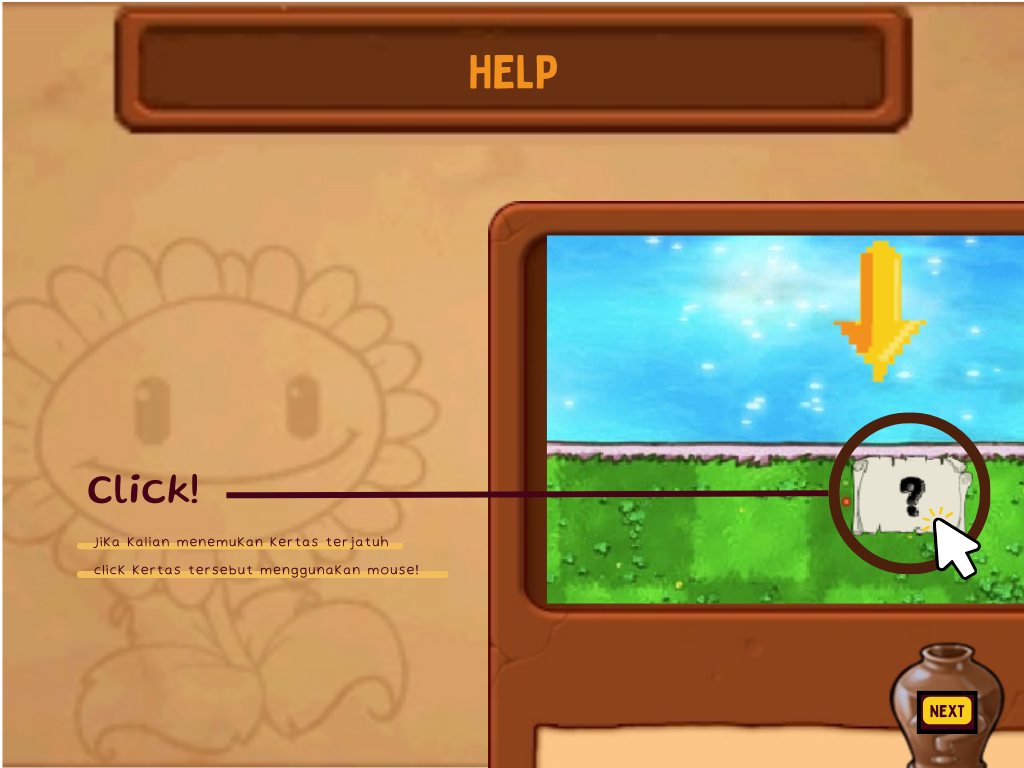 HELP
?
Click!
Jika Kalian menemukan Kertas terjatuh
click Kertas tersebut menggunakan mouse!
NEXT